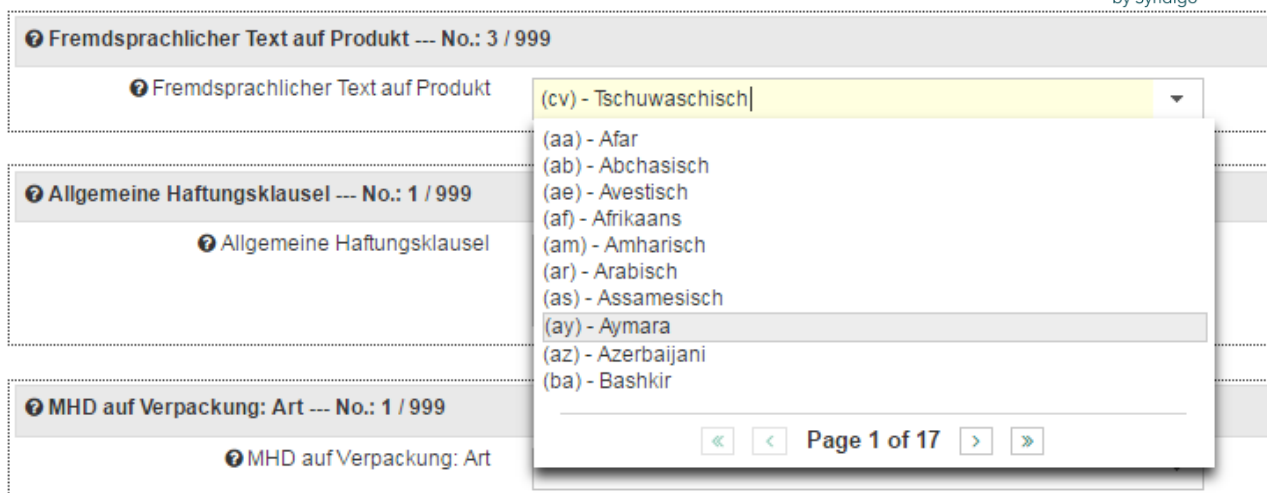 by syndigo
Fremdsprachlicher Text auf Produkt --- No.: 3 / 999
Fremdsprachlicher Text auf Produkt
(cv) - Tschuwaschisch
(aa) - Afar
(ab) - Abchasisch
(ae) - Avestisch
(af) - Afrikaans
(am) - Amharisch
(ar) - Arabisch
(as) - Assamesisch
(ay) - Aymara
(az) - Azerbaijani
(ba) - Bashkir
Page 1 of 17
Allgemeine Haftungsklausel --- No.: 1 / 999
Allgemeine Haftungsklausel
MHD auf Verpackung: Art --- No.: 1 / 999
MHD auf Verpackung: Art